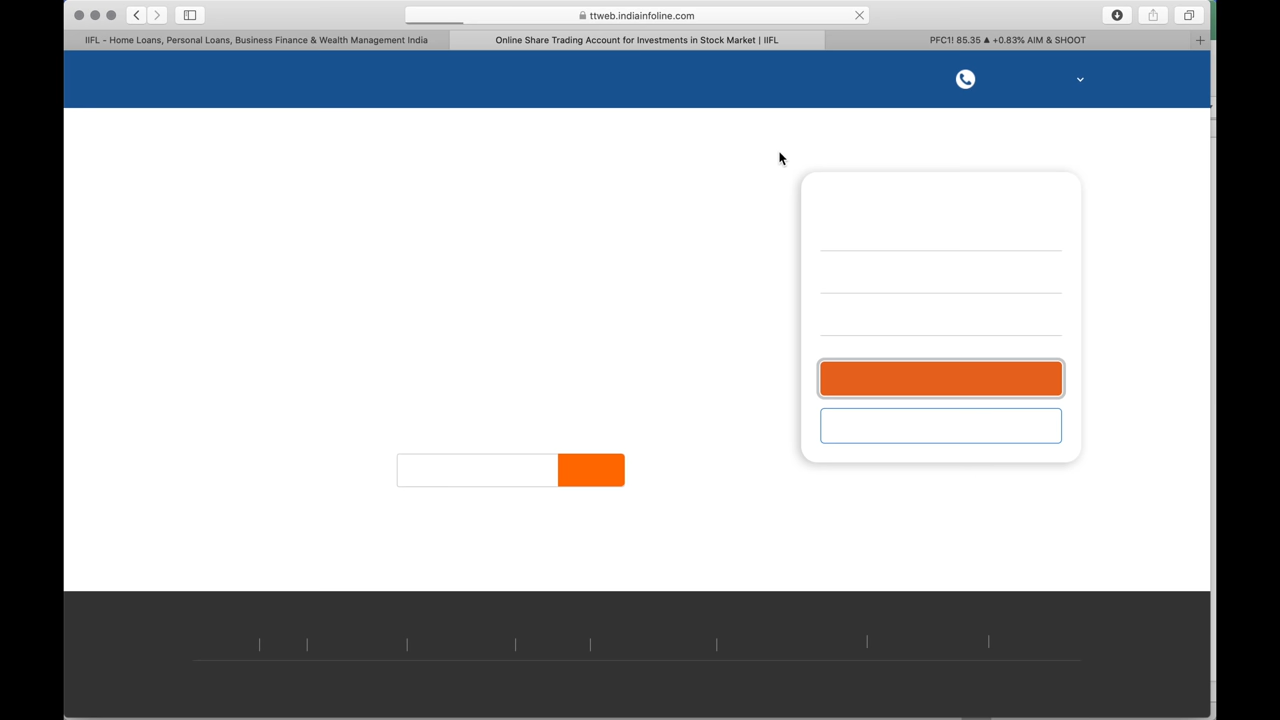 ttweb.indiainfoline.com
IIFL - Home Loans, Personal Loans, Business Finance & Wealth Management India
Online Share Trading Account for Investments in Stock Market | IIFL
PFC1! 85.35 ▲ +0.83% AIM & SHOOT